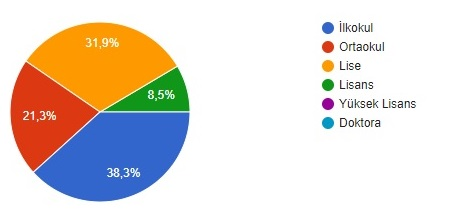 31,9%
8,5%
21,3%
38,3%
İlkokul
Ortaokul
Lise
Lisans
Yüksek Lisans
Doktora